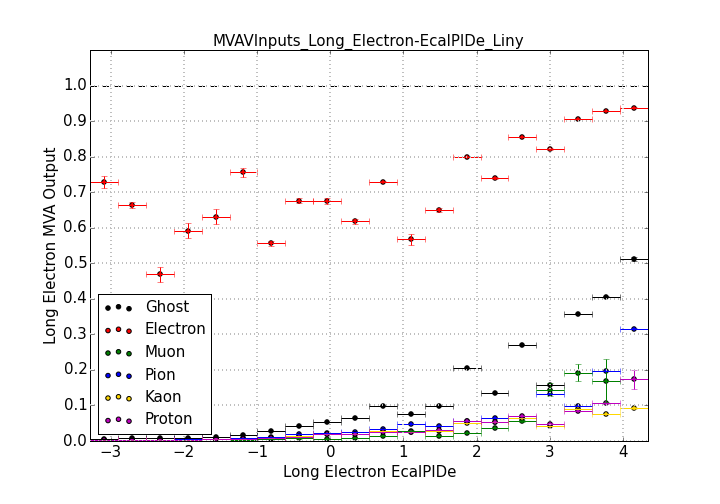 MVAVInputs_Long_Electron-EcalPIDe_Liny
1.0
0.9
0.8
0.7
0.6
0.5
0.4
0.3
0.2
0.1
0.0
Long Electron MVA Output
Ghost
Electron
Muon
Pion
Kaon
Proton
−3 −2 −1 0 1 2 3 4
Long Electron EcalPIDe